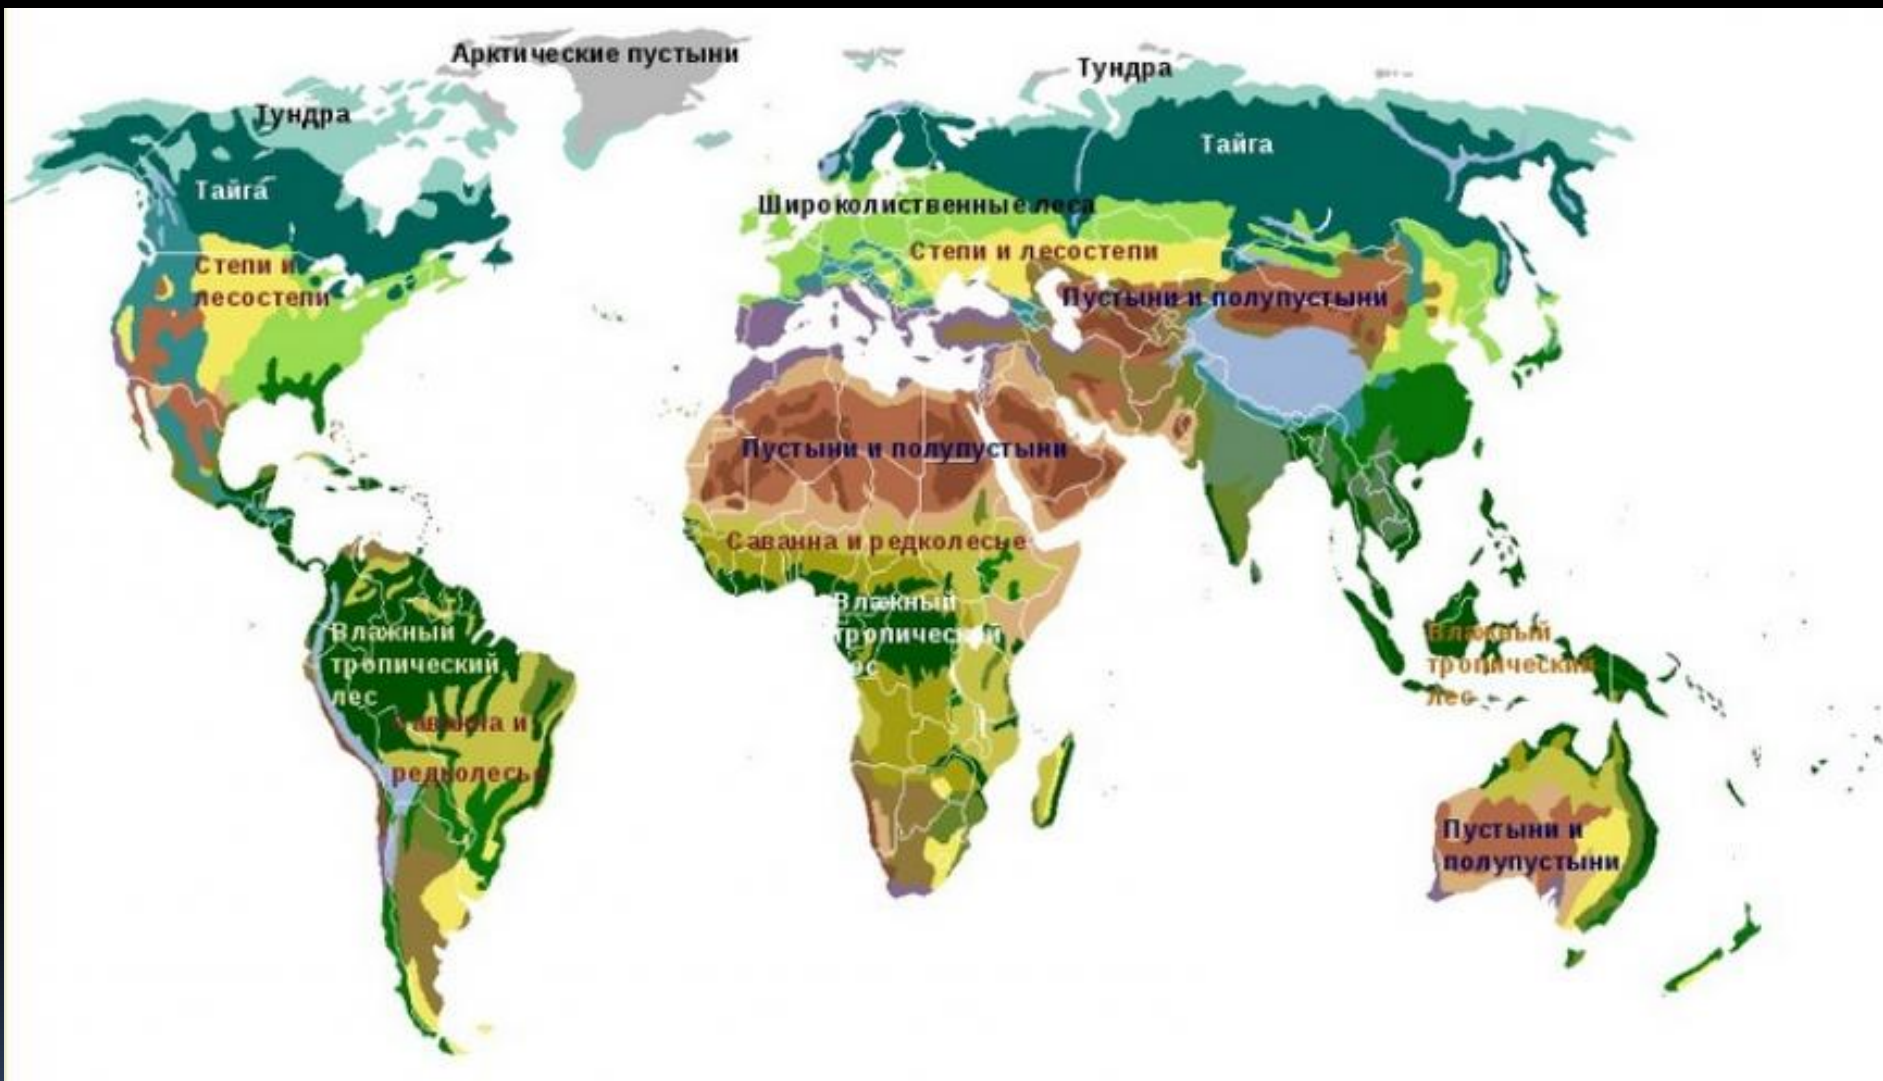 Арктические пустыни
Тундра
Тундра
Тайга
Тайга
Широколиственные леса
Степи и лесостепи
Степи и
лесостепи
Пустыни и полупустыни
Пустыни и полупустыни
Саванна и редколесье
Влажный
тропический
лес
Влажный
тропический
лес
Саванна и
редколесье
Влажный
тропический
лес
Пустыни и
полупустыни